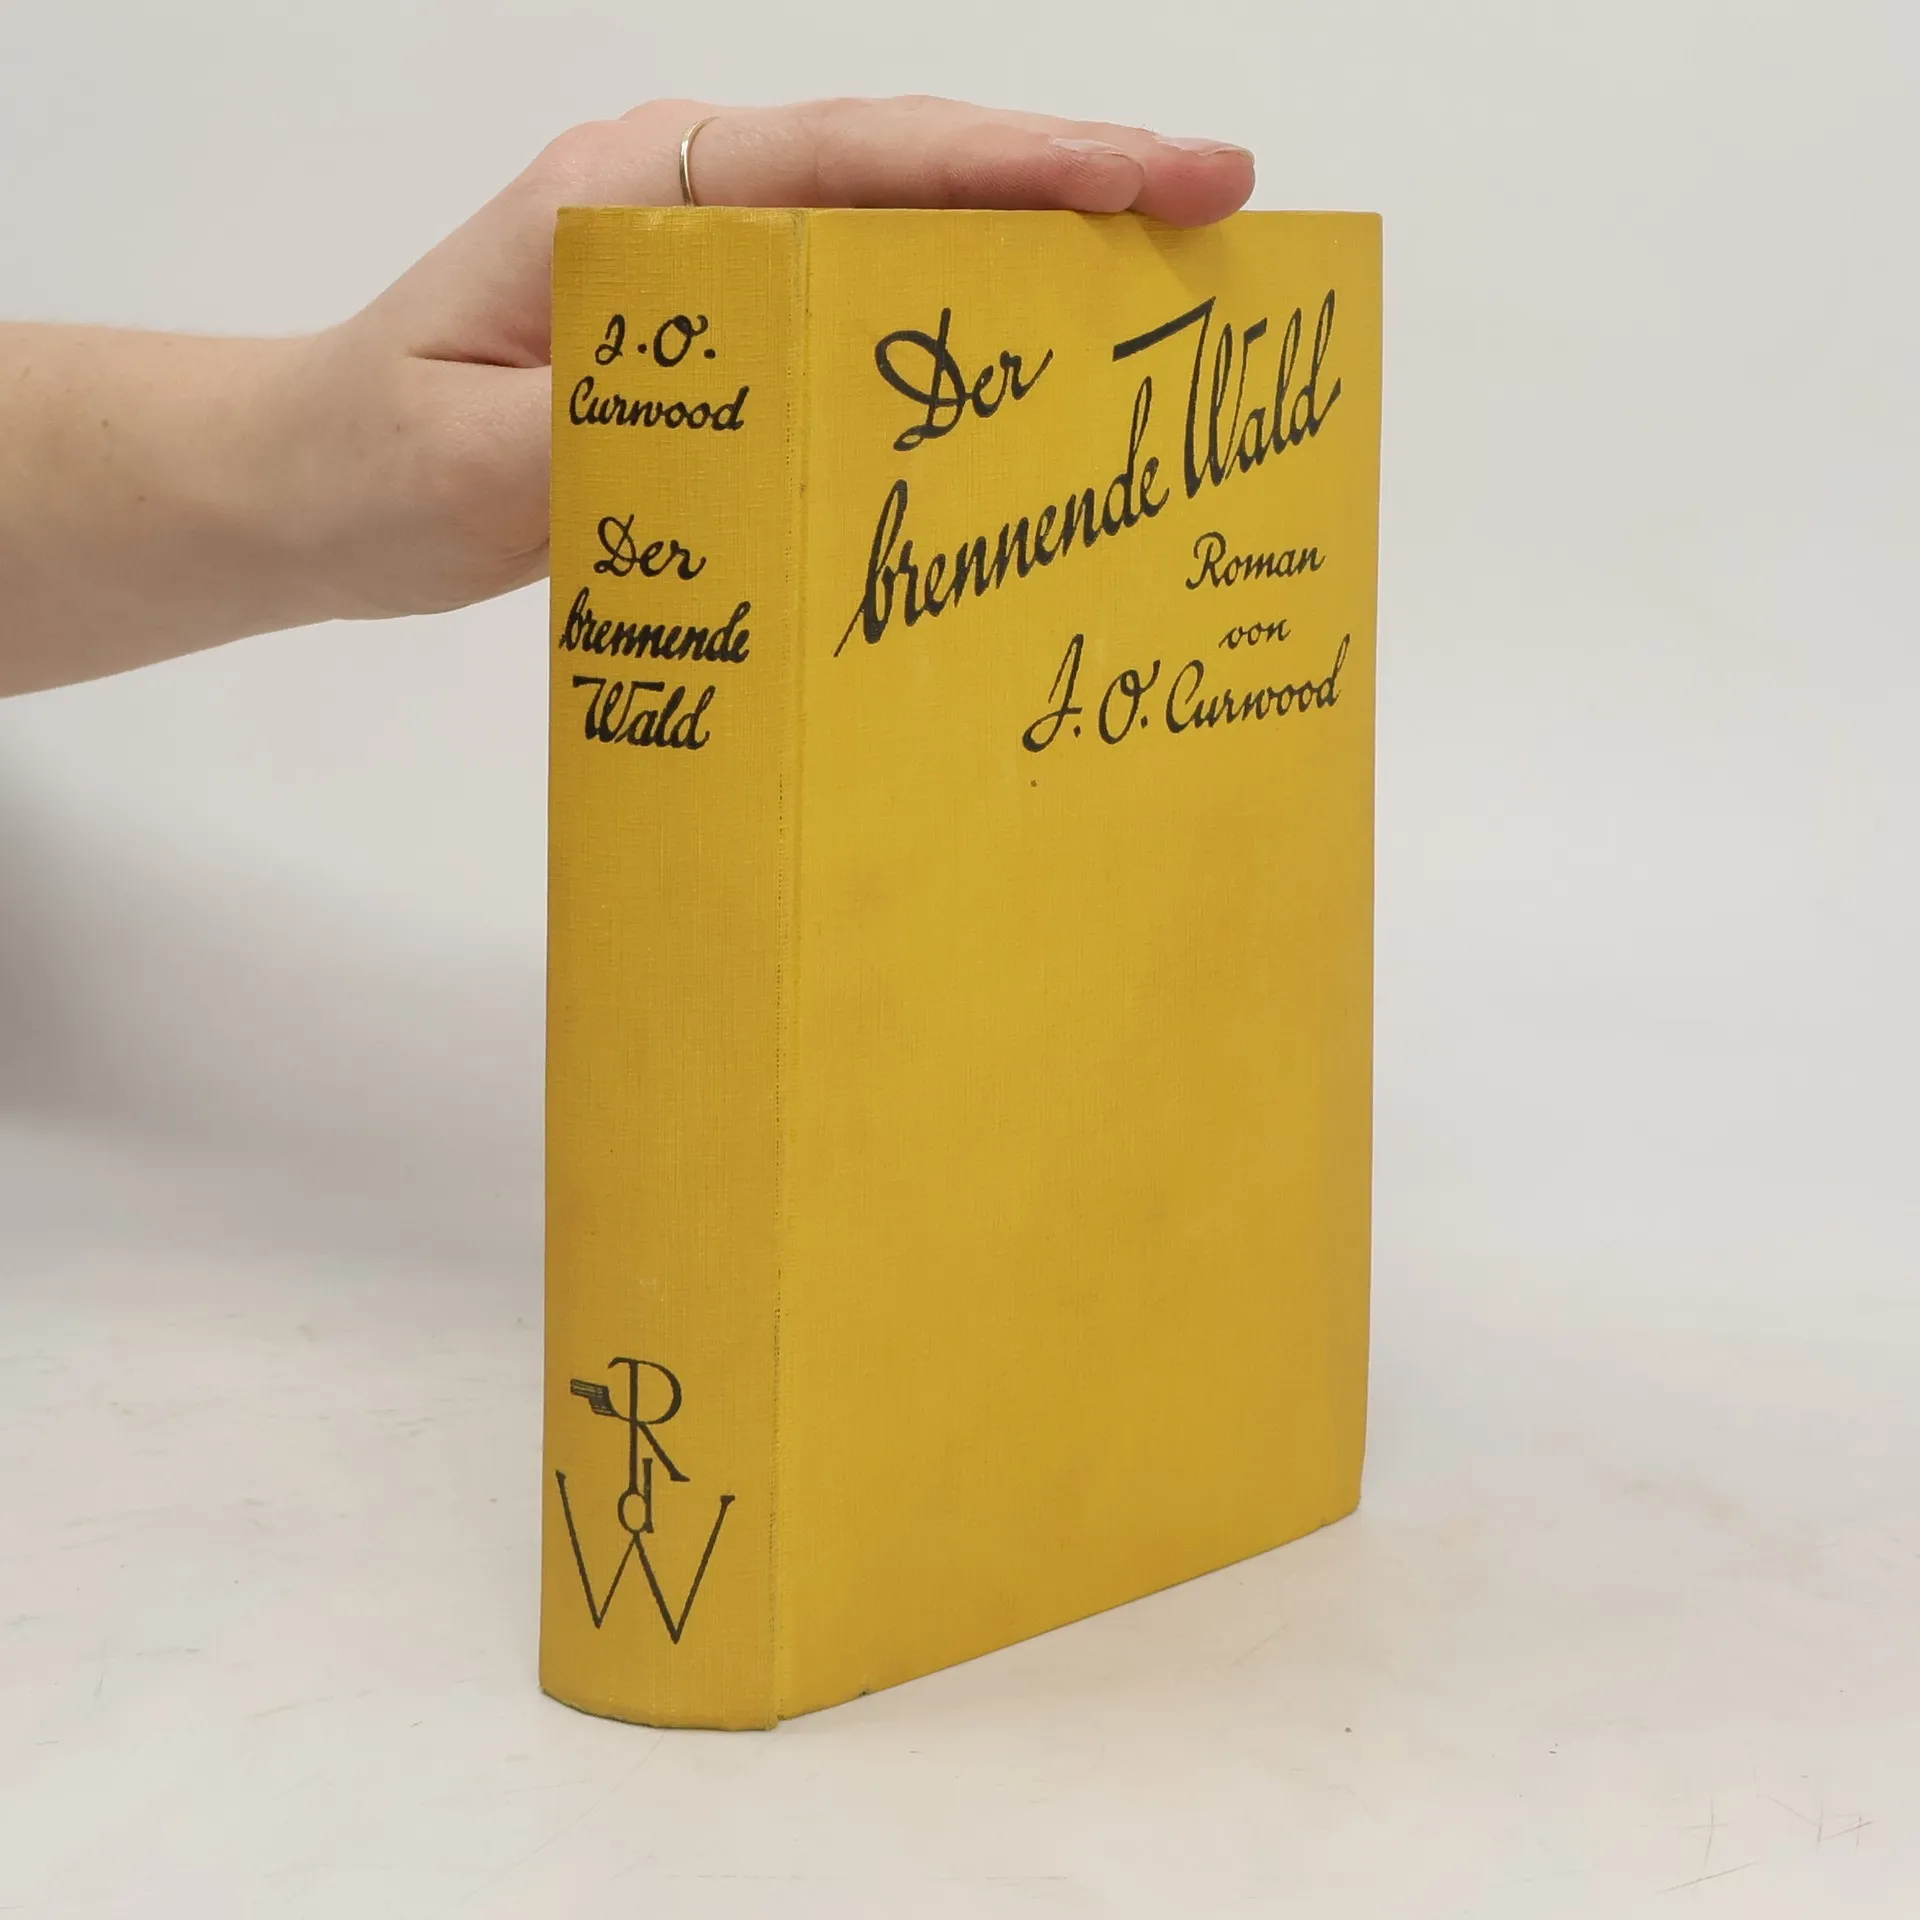 J. O.
Curwood
Der
brennende
Wald
R
d
W
Der
brennende Wald
Roman
von
J. O. Curwood